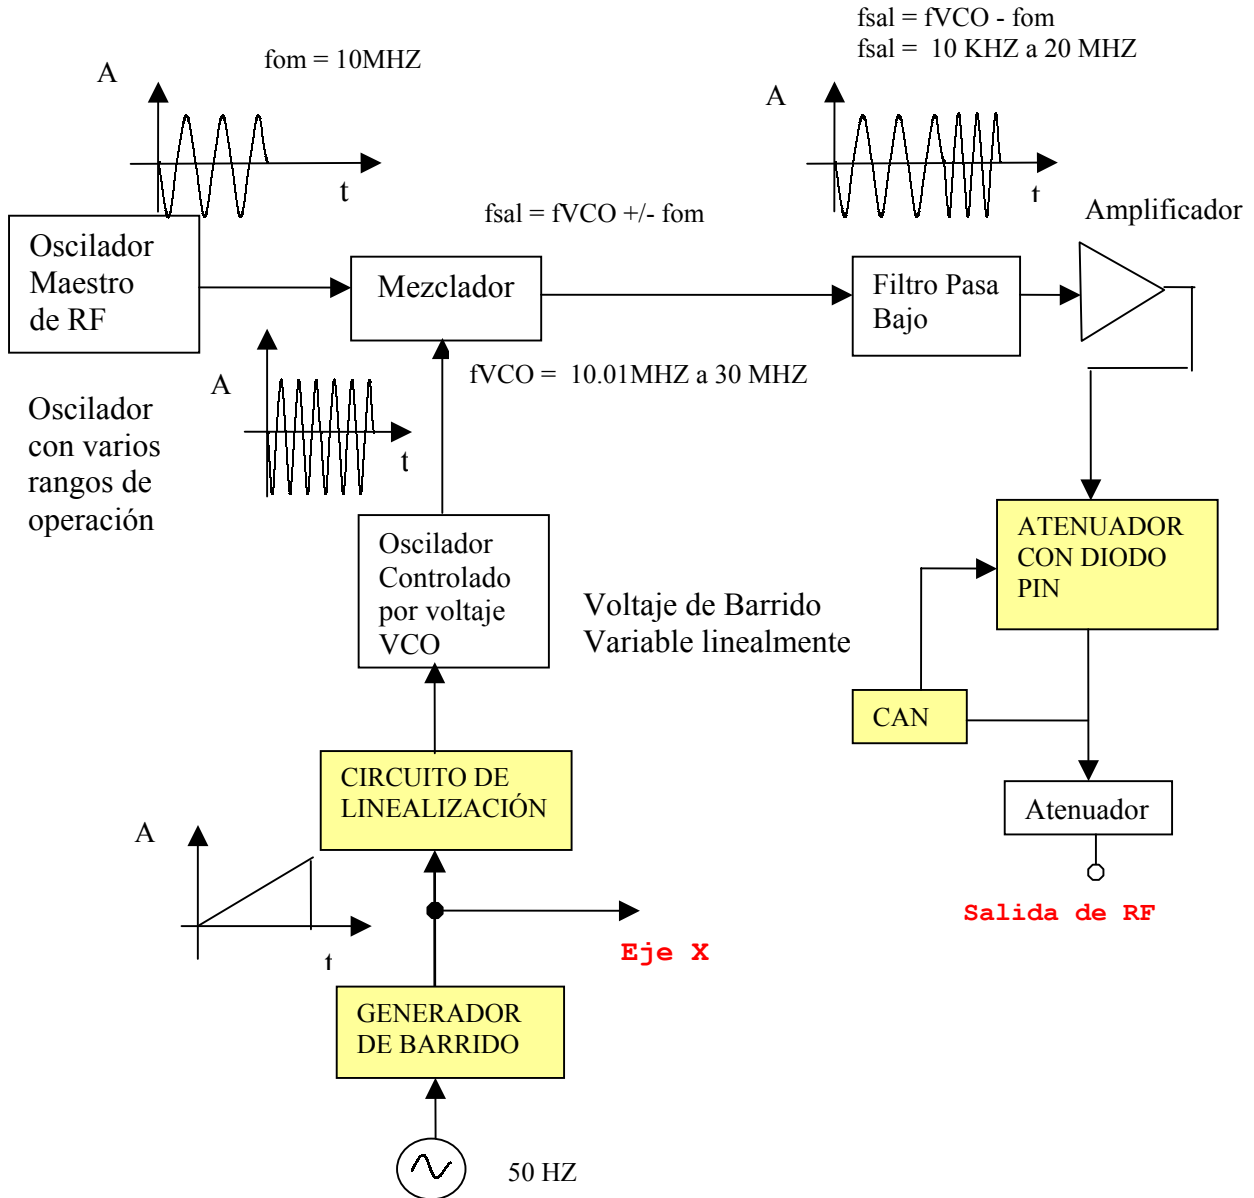 fsal = fVCO - fom
fsal =  10 KHZ a 20 MHZ
fom = 10MHZ
A
t
A
t
fsal = fVCO +/- fom
Amplificador
Oscilador
Maestro
de RF
Mezclador
Filtro Pasa
Bajo
fVCO =  10.01MHZ a 30 MHZ
A
t
Oscilador
con varios
rangos de
operación
Oscilador
Controlado
por voltaje
VCO
Voltaje de Barrido
Variable linealmente
ATENUADOR
CON DIODO
PIN
CAN
CIRCUITO DE
LINEALIZACIÓN
Atenuador
A
t
Salida de RF
Eje X
GENERADOR
DE BARRIDO
50 HZ